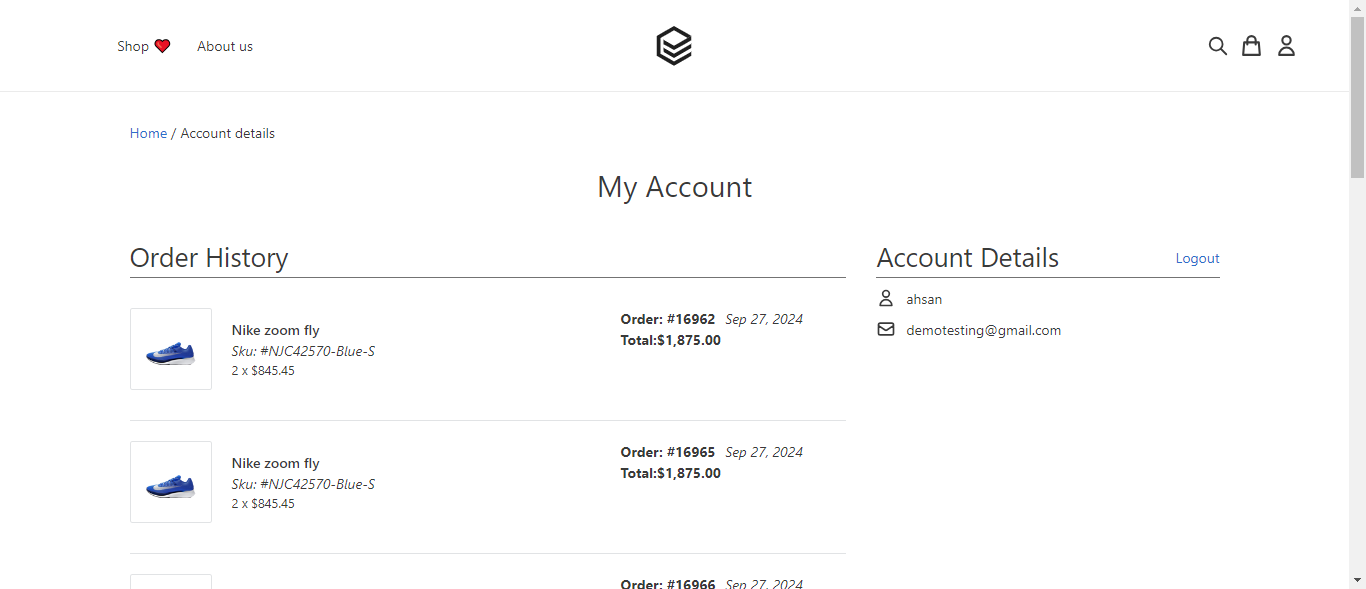 Shop ❤️ About us
Home / Account details
My Account
Order History
Nike zoom fly
Sku: #NJC42570-Blue-S
2 x $845.45
Order: #16962 Sep 27, 2024
Total:$1,875.00
Nike zoom fly
Sku: #NJC42570-Blue-S
2 x $845.45
Order: #16965 Sep 27, 2024
Total:$1,875.00
Order: #16966 Sep 27, 2024
Account Details Logout
ahsan
demotesting@gmail.com